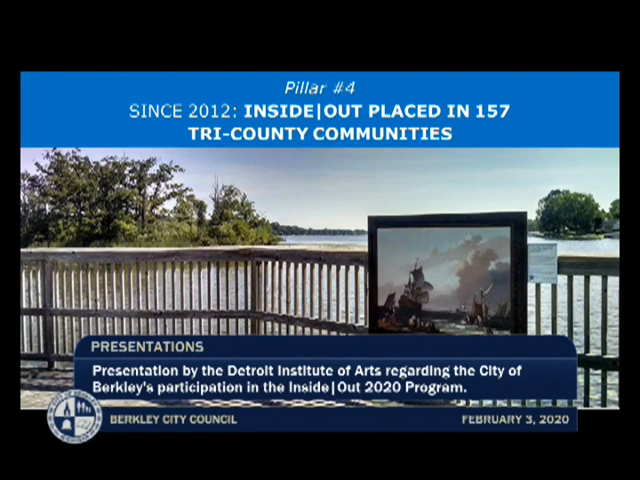 Pillar #4
SINCE 2012: INSIDE|OUT PLACED IN 157
TRI-COUNTY COMMUNITIES
PRESENTATIONS
Presentation by the Detroit Institute of Arts regarding the City of
Berkley's participation in the Inside|Out 2020 Program.
BERKLEY CITY COUNCIL
FEBRUARY 3, 2020